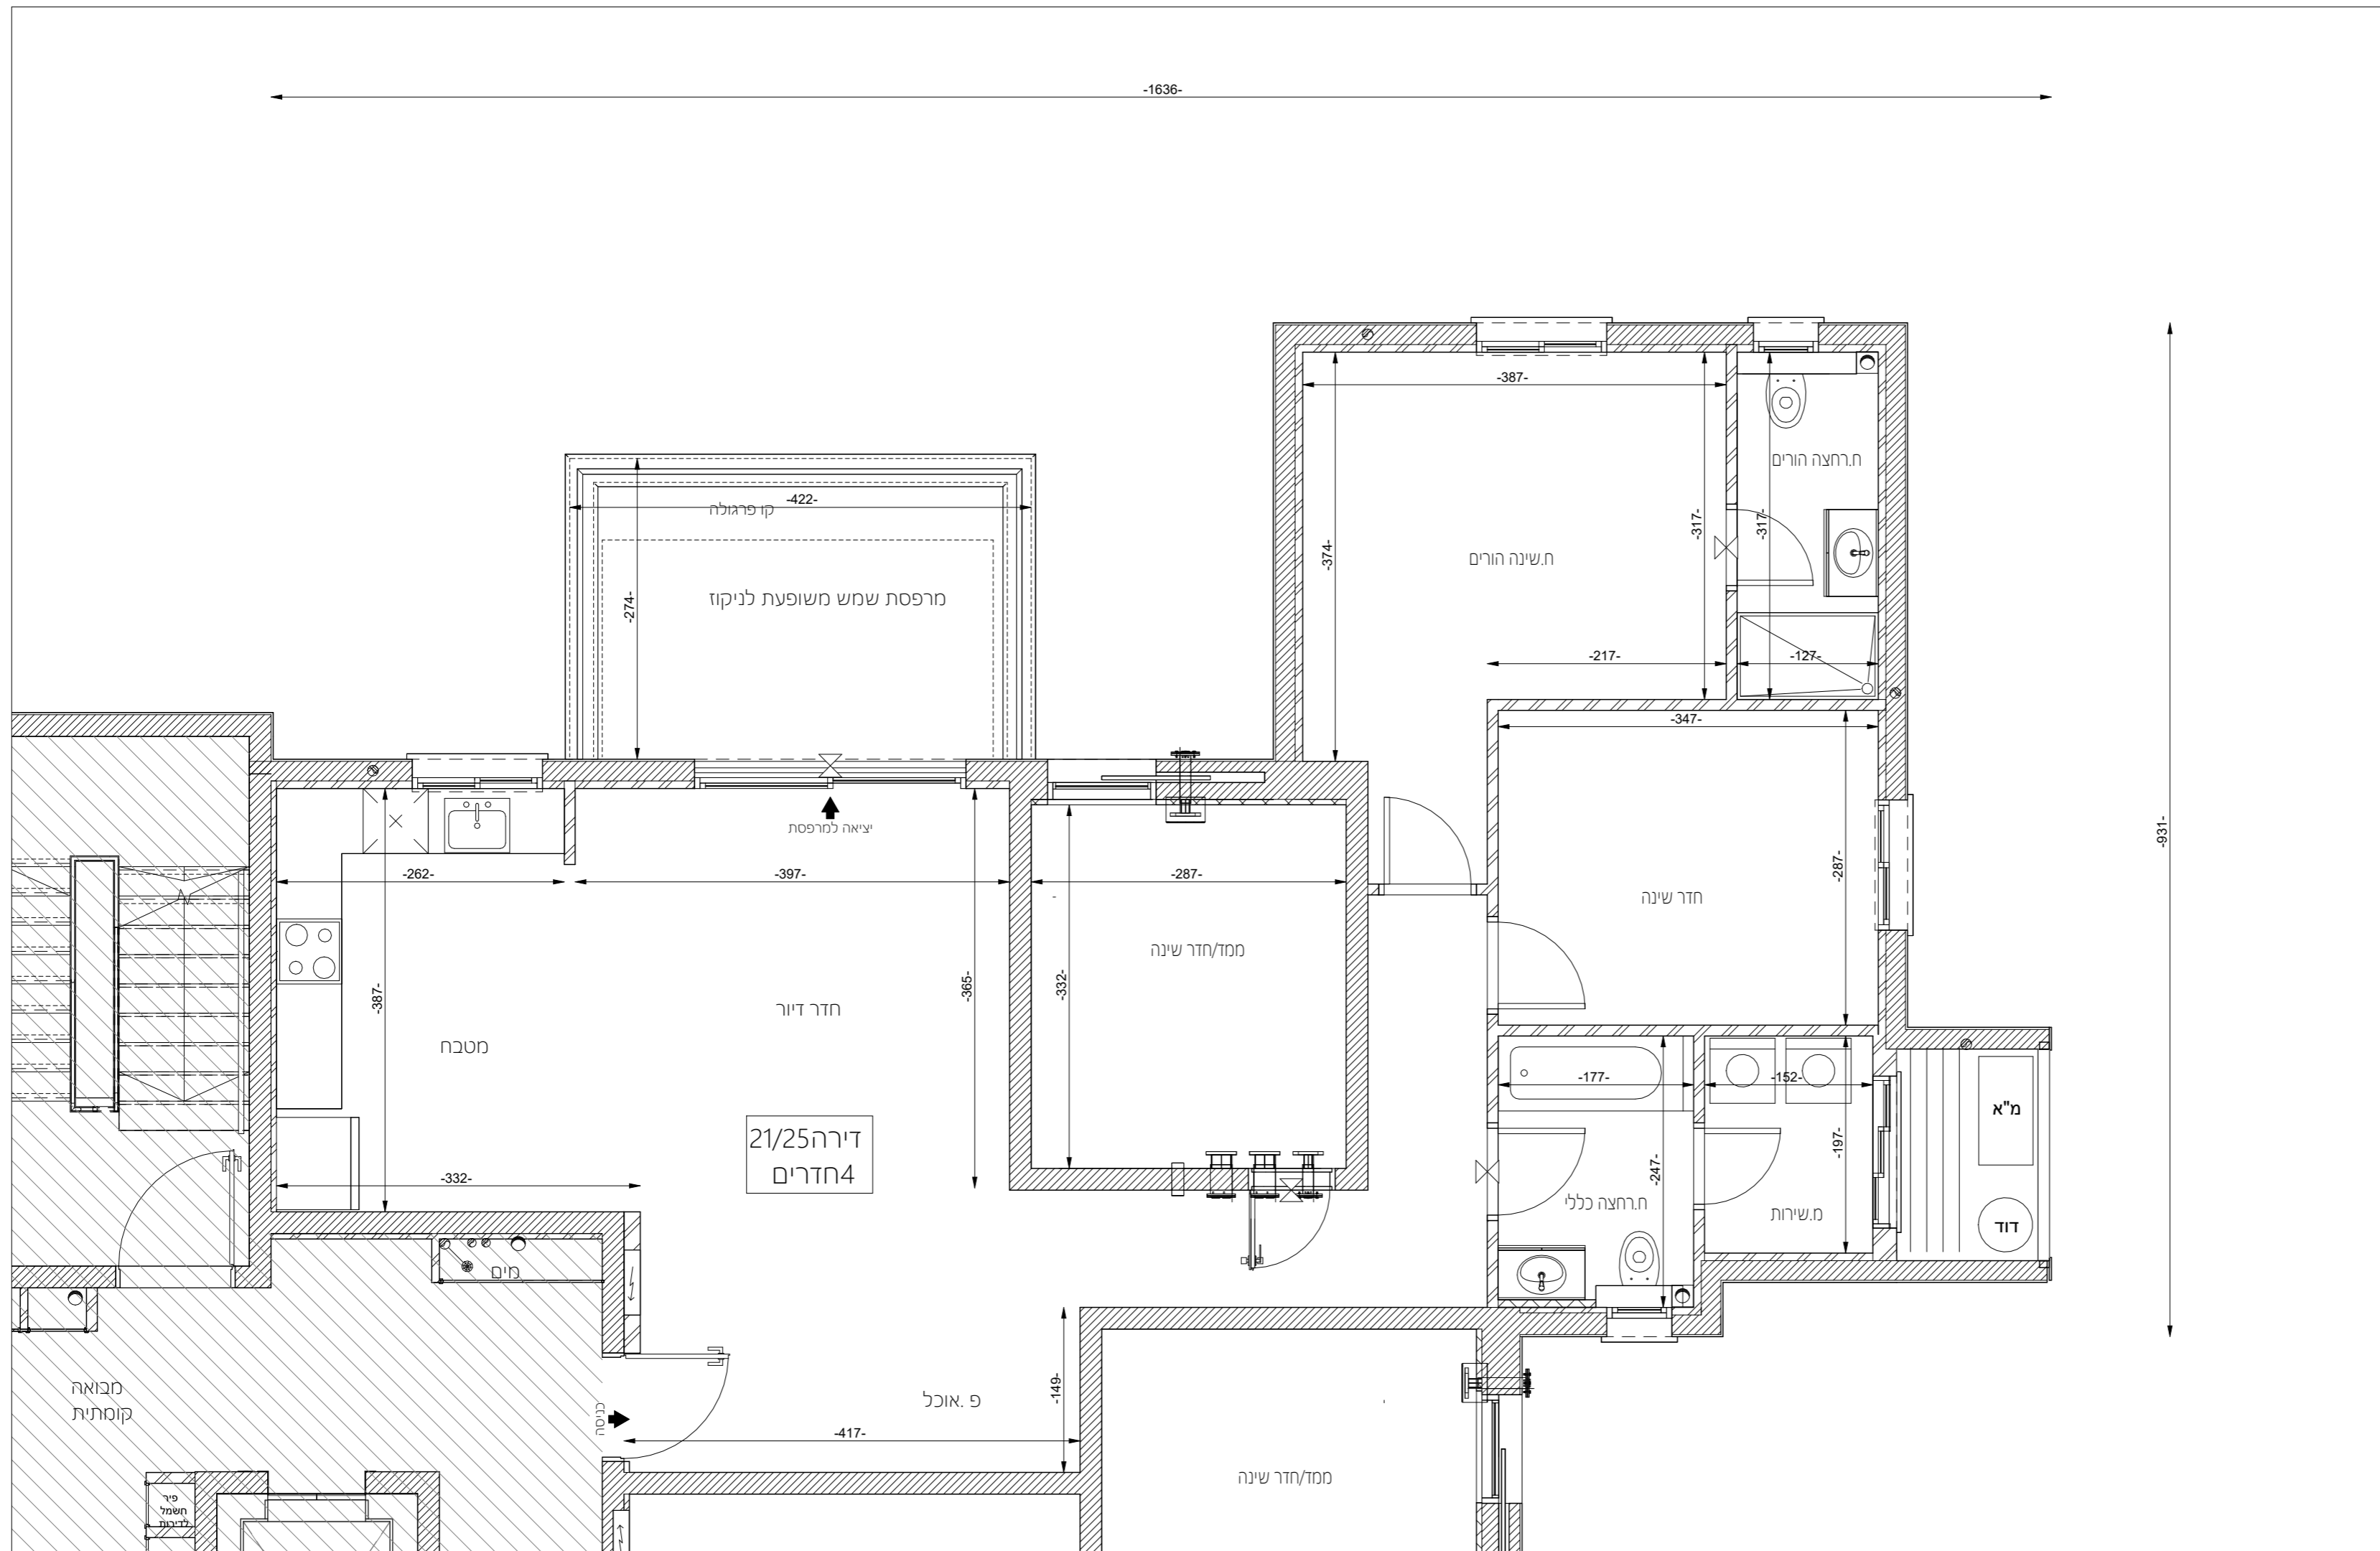 -1636-
-387-
ח.רחצה הורים
-422-
קו פרגולה
-317-
-317-
-374-
ח.שינה הורים
-274-
מרפסת שמש משופעת לניקוז
-217-
-127-
-347-
יציאה למרפסת
-931-
-287-
-262-
-397-
-287-
חדר שינה
ממד/חדר שינה
-332-
-365-
-387-
חדר דיור
מטבח
-177-
-152-
מ"א
דירה21/25
4חדרים
-197-
-247-
-332-
ח.רחצה כללי
מ.שירות
דוד
מים
מבואה
קומתית
-149-
פ .אוכל
כניסה
-417-
ממד/חדר שינה
פיר
חשמל
לדירות